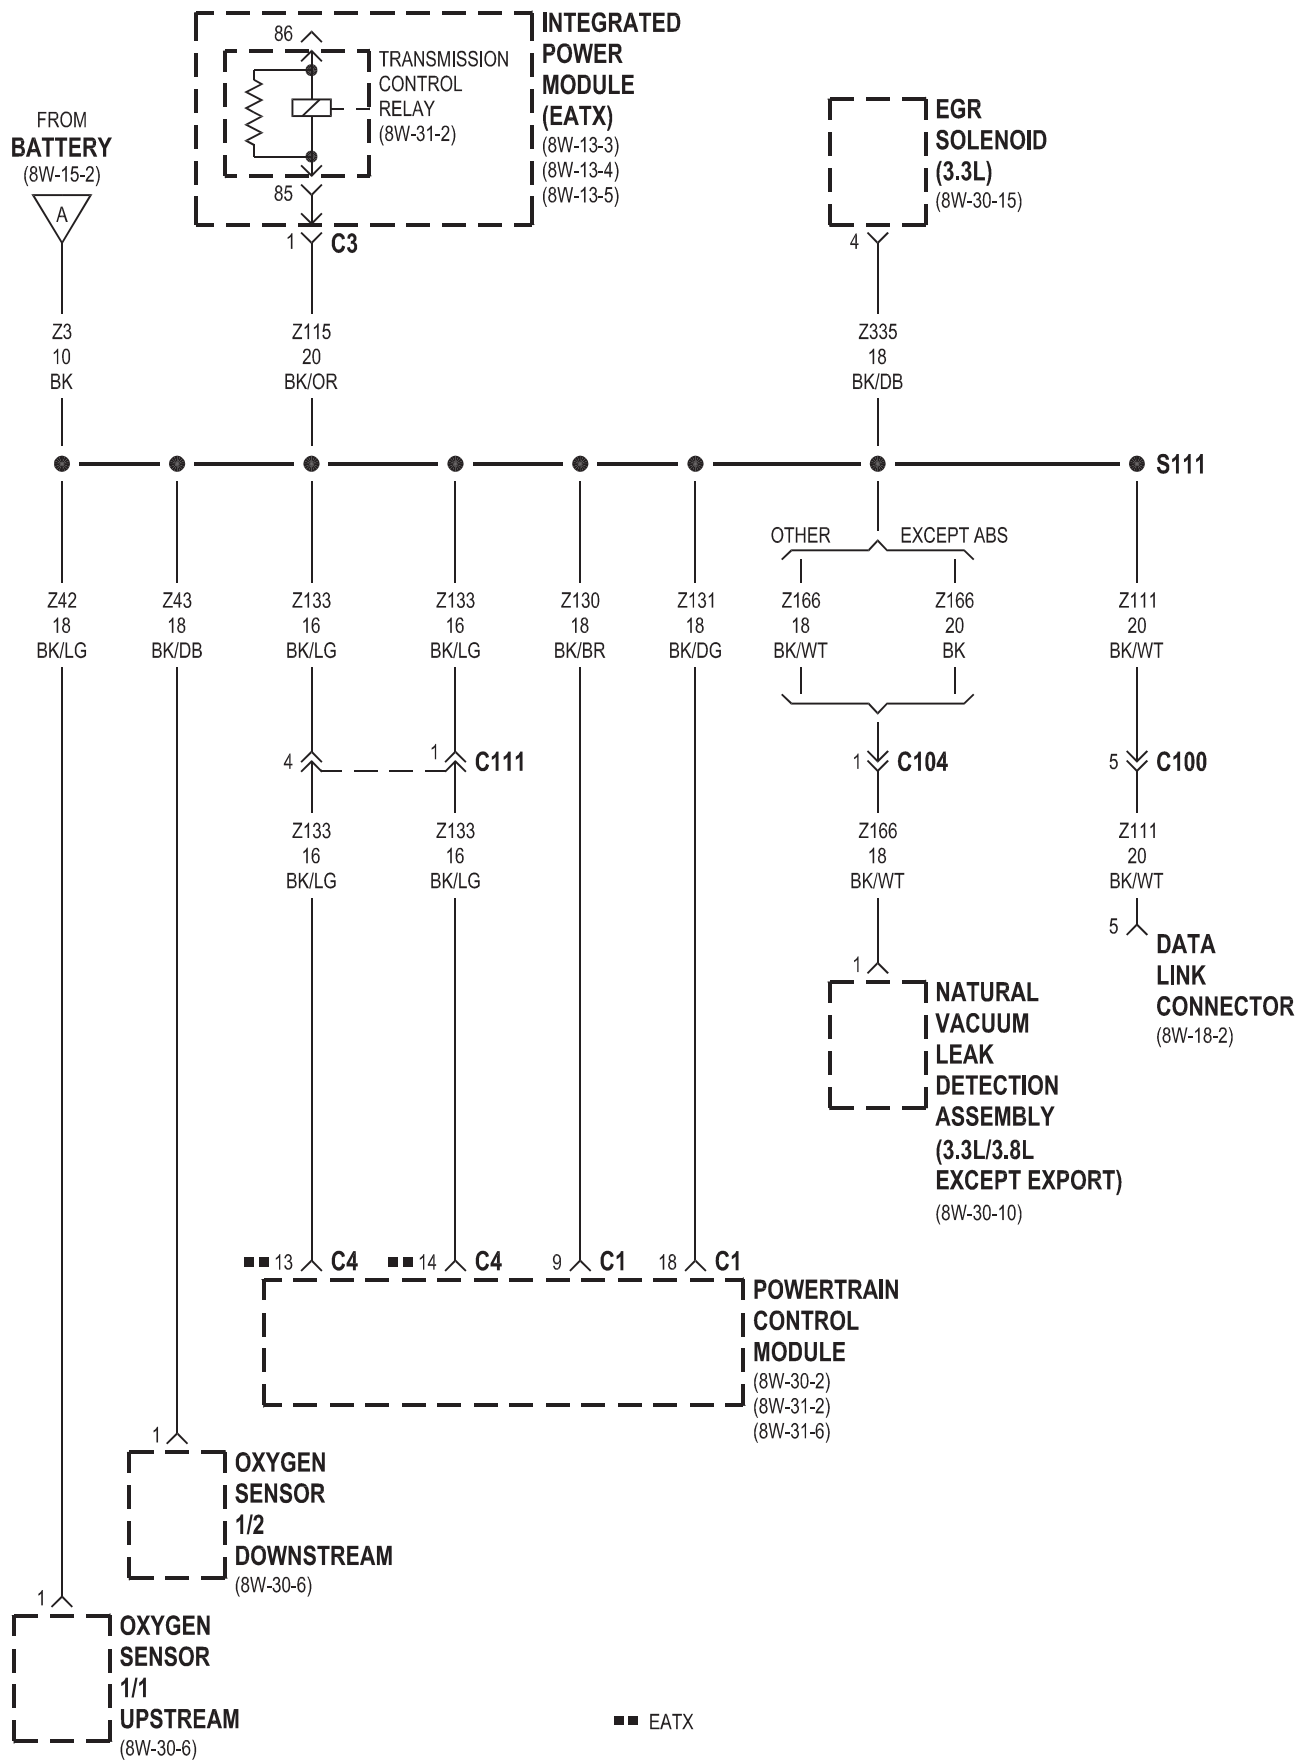 86
TRANSMISSION
CONTROL
RELAY
(8W-31-2)
85
INTEGRATED
POWER
MODULE
(EATX)
(8W-13-3)
(8W-13-4)
(8W-13-5)
1
C3
FROM
BATTERY
(8W-15-2)
A
EGR
SOLENOID
(3.3L)
(8W-30-15)
4
Z3
10
BK
Z115
20
BK/OR
Z335
18
BK/DB
S111
OTHER
EXCEPT ABS
Z42
18
BK/LG
Z43
18
BK/DB
Z133
16
BK/LG
Z133
16
BK/LG
Z130
18
BK/BR
Z131
18
BK/DG
Z166
18
BK/WT
Z166
20
BK
Z111
20
BK/WT
4
1
C111
1
C104
5
C100
Z133
16
BK/LG
Z133
16
BK/LG
Z166
18
BK/WT
Z111
20
BK/WT
5
DATA
LINK
CONNECTOR
(8W-18-2)
1
NATURAL
VACUUM
LEAK
DETECTION
ASSEMBLY
(3.3L/3.8L
EXCEPT EXPORT)
(8W-30-10)
13
C4
14
C4
9
C1
18
C1
POWERTRAIN
CONTROL
MODULE
(8W-30-2)
(8W-31-2)
(8W-31-6)
1
OXYGEN
SENSOR
1/2
DOWNSTREAM
(8W-30-6)
1
OXYGEN
SENSOR
1/1
UPSTREAM
(8W-30-6)
EATX